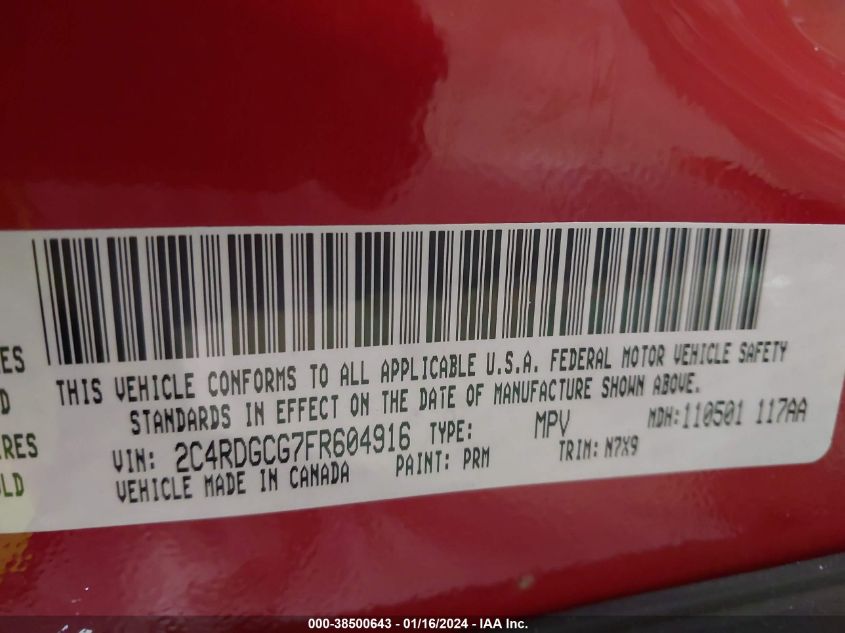 ES
D
RES
LD
THIS VEHICLE CONFORMS TO ALL APPLICABLE U.S.A. FEDERAL MOTOR VEHICLE SAFETY
STANDARDS IN EFFECT ON THE DATE OF MANUFACTURE SHOWN ABOVE.
VIN: 2C4RDGCG7FR604916 TYPE: MPV MDH:110501 117AA
VEHICLE MADE IN CANADA PAINT: PRM TRIM: N7X9
000-38500643 - 01/16/2024 - IAA Inc.